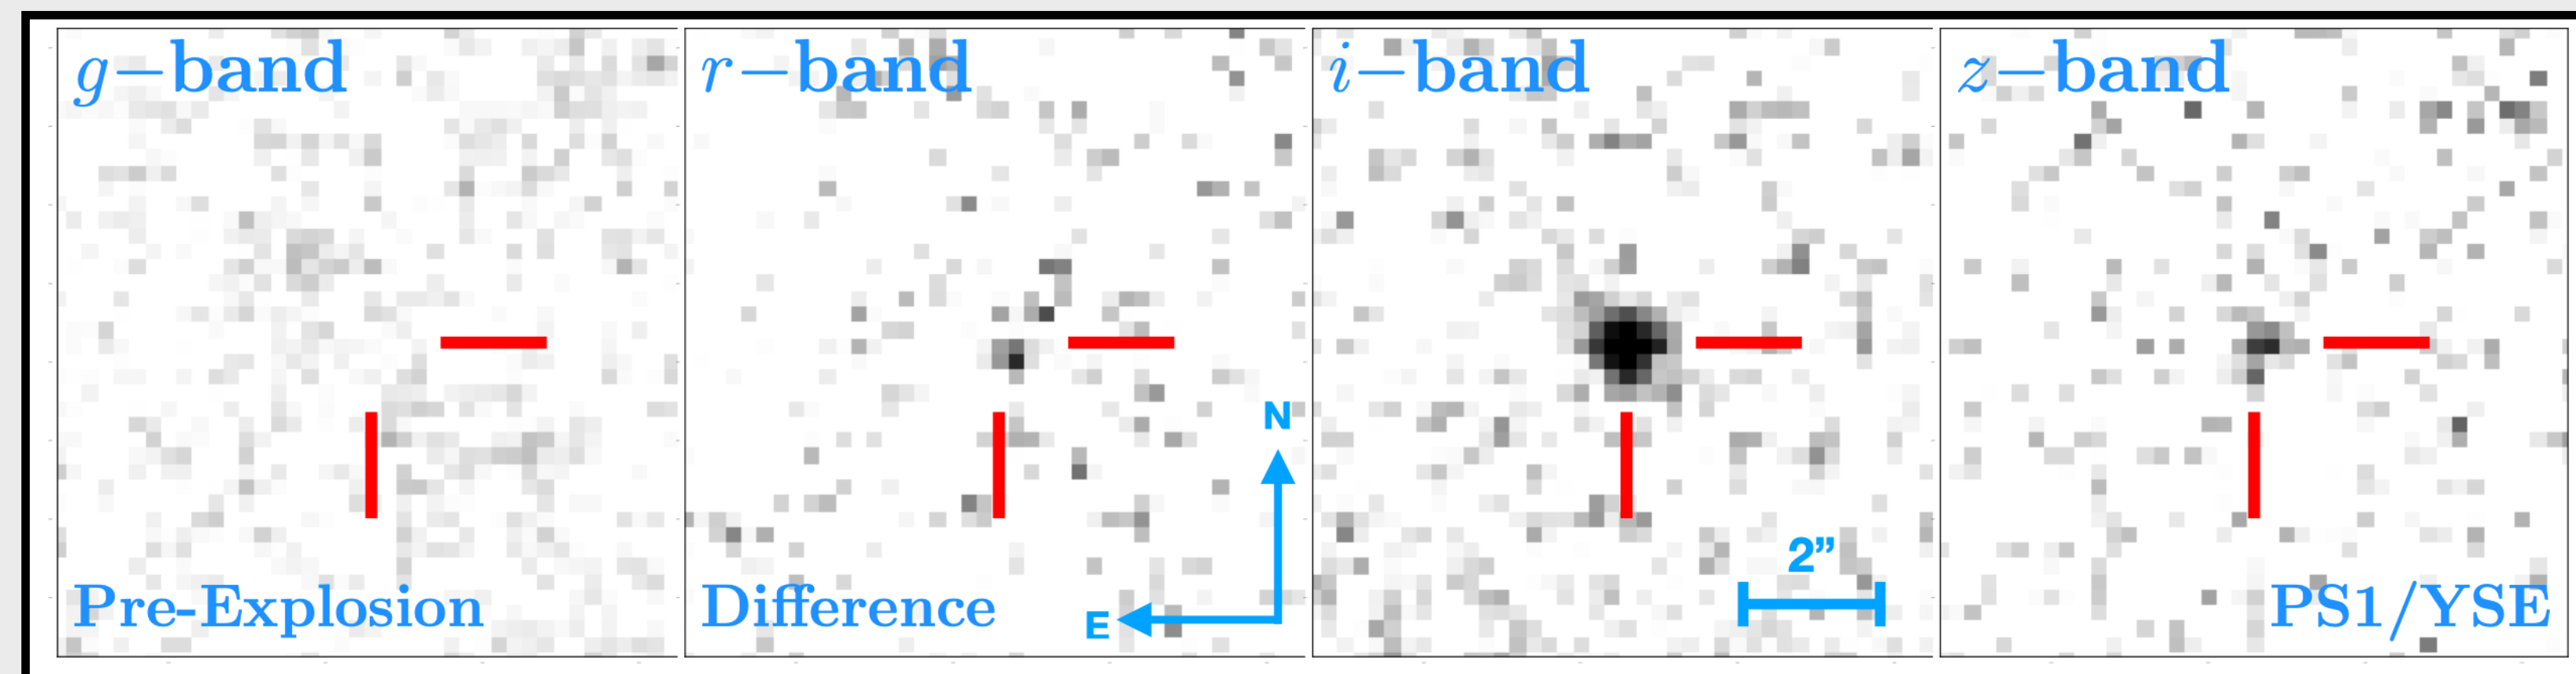 g–band
r–band
i–band
z–band
N
2”
Pre-Explosion
Difference
E
PS1/YSE